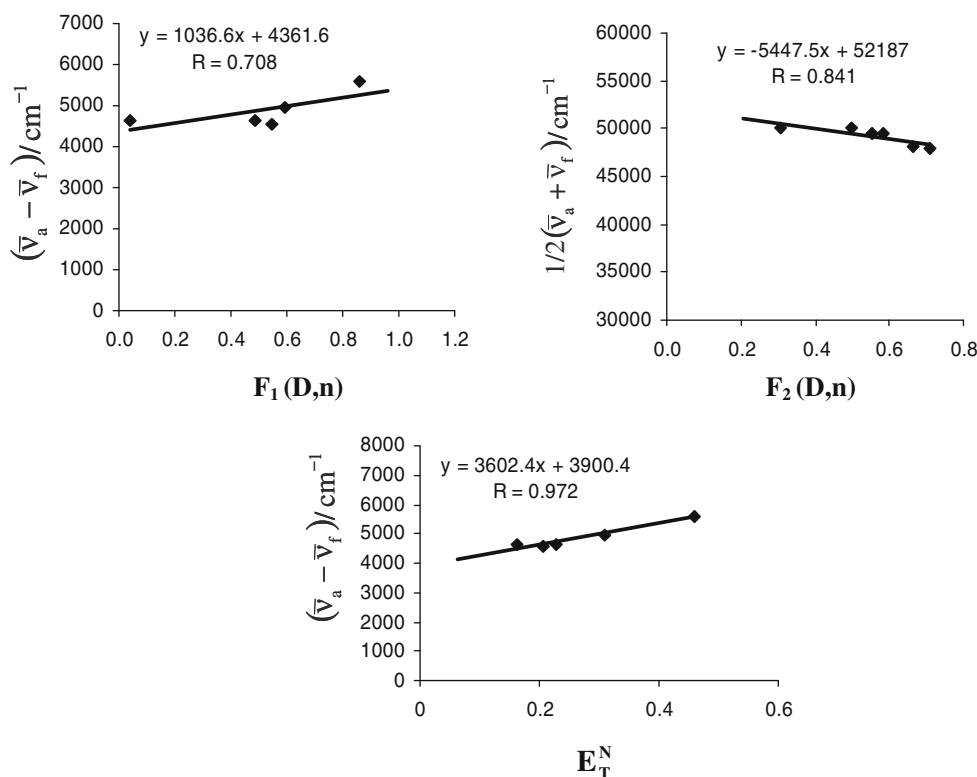 7000
6000
5000
4000
3000
2000
1000
0
0.0 0.2 0.4 0.6 0.8 1.0 1.2
y = 1036.6x + 4361.6
R = 0.708
(ν̅a − ν̅f)/cm⁻¹
F₁ (D,n)
60000
55000
50000
45000
40000
35000
30000
0.0 0.2 0.4 0.6 0.8
y = -5447.5x + 52187
R = 0.841
1/2(ν̅a + ν̅f)/cm⁻¹
F₂ (D,n)
8000
7000
6000
5000
4000
3000
2000
1000
0
0 0.2 0.4 0.6
y = 3602.4x + 3900.4
R = 0.972
(ν̅a − ν̅f)/cm⁻¹
E_T^N